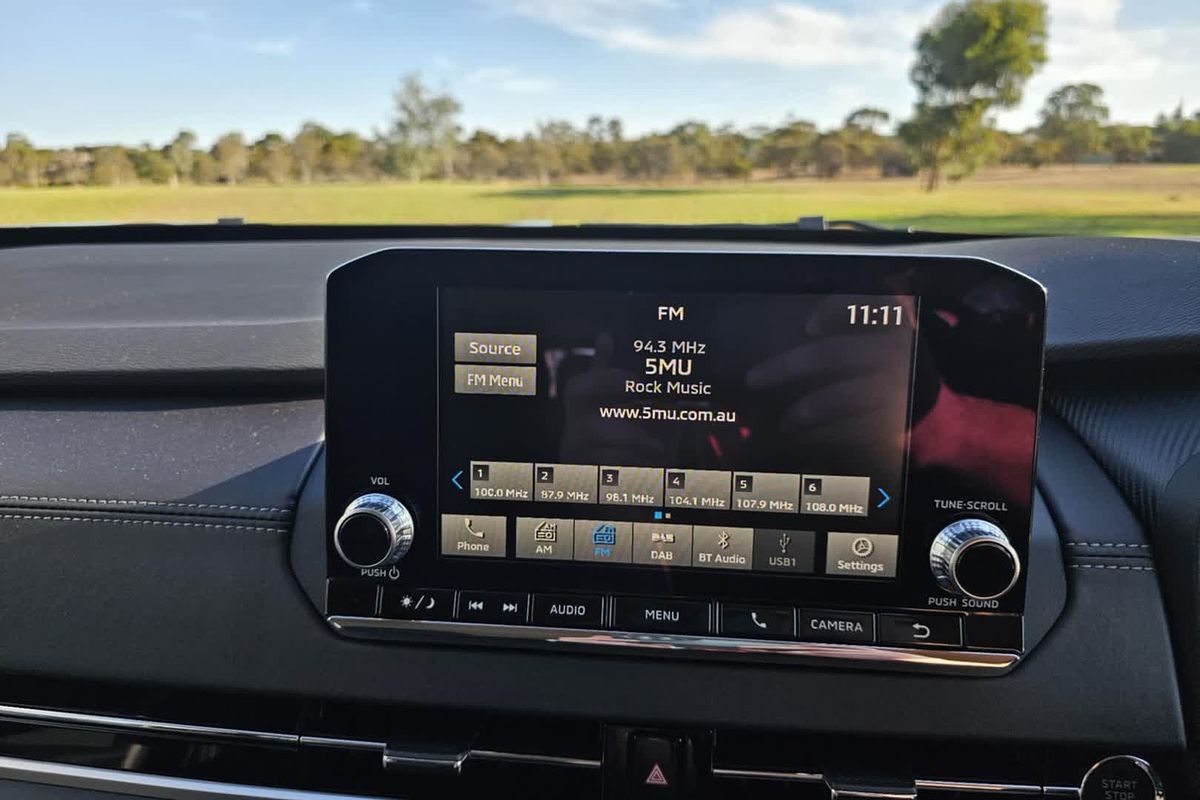 FM
11:11
Source
FM Menu
94.3 MHz
5MU
Rock Music
www.5mu.com.au
1
100.0 MHz
2
87.9 MHz
3
98.1 MHz
4
104.1 MHz
5
107.9 MHz
6
108.0 MHz
Phone
AM
FM
DAB
BT Audio
USB1
Settings
VOL
PUSH
TUNE·SCROLL
PUSH SOUND
AUDIO
MENU
CAMERA
START
STOP